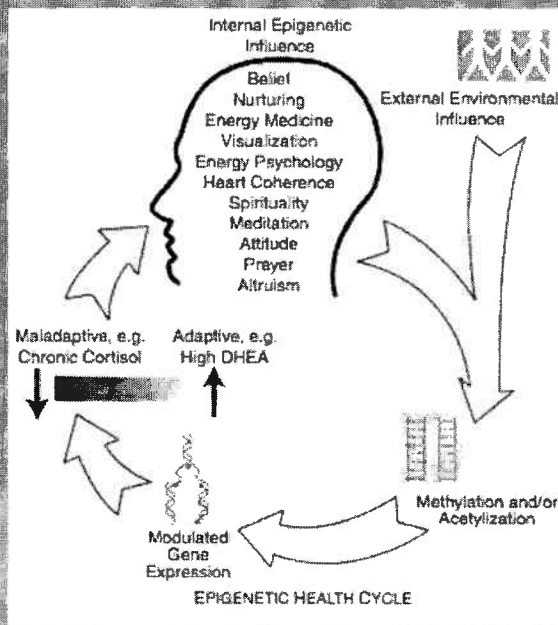 Internal Epigenetic
Influence
Belief
Nurturing
Energy Medicine
Visualization
Energy Psychology
Heart Coherence
Spirituality
Meditation
Attitude
Prayer
Altruism
External Environmental
Influence
Methylation and/or
Acetylization
Modulated
Gene
Expression
Maladaptive, e.g.
Chronic Cortisol
Adaptive, e.g.
High DHEA
EPIGENETIC HEALTH CYCLE